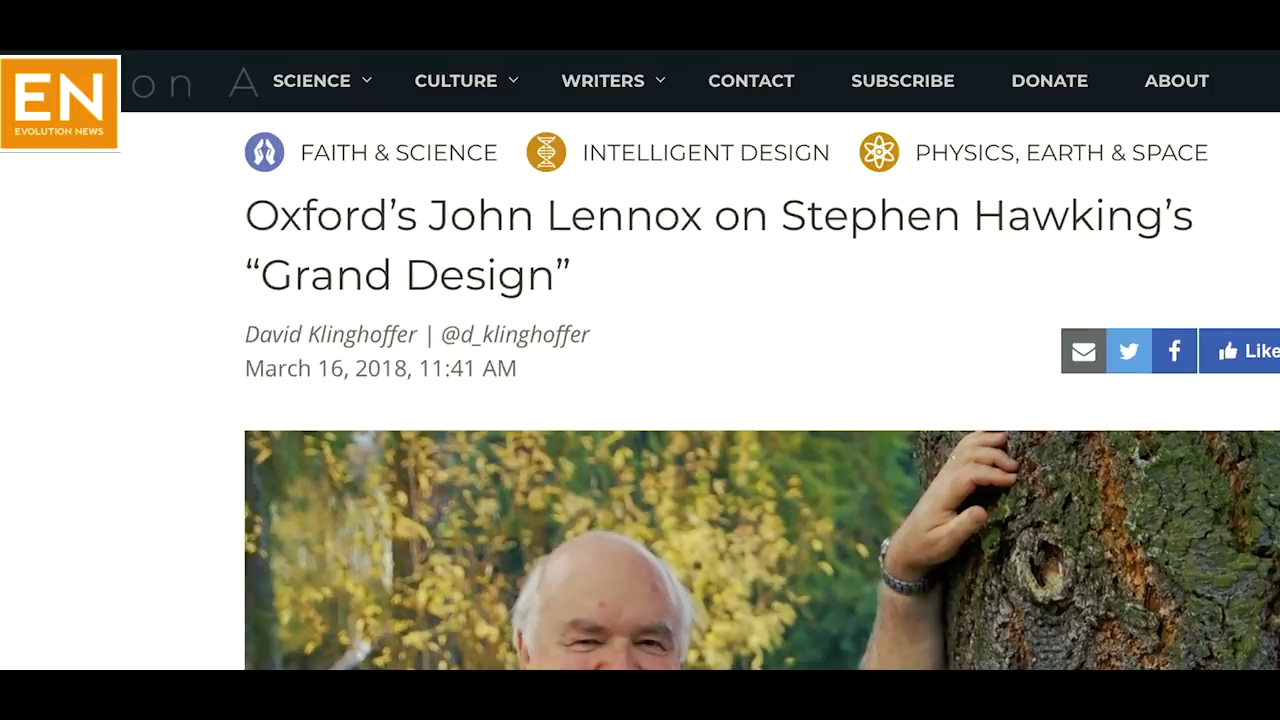 EN
EVOLUTION NEWS
on A
SCIENCE CULTURE WRITERS CONTACT SUBSCRIBE DONATE ABOUT
FAITH & SCIENCE INTELLIGENT DESIGN PHYSICS, EARTH & SPACE
Oxford’s John Lennox on Stephen Hawking’s
“Grand Design”
David Klinghoffer | @d_klinghoffer
March 16, 2018, 11:41 AM
f Like